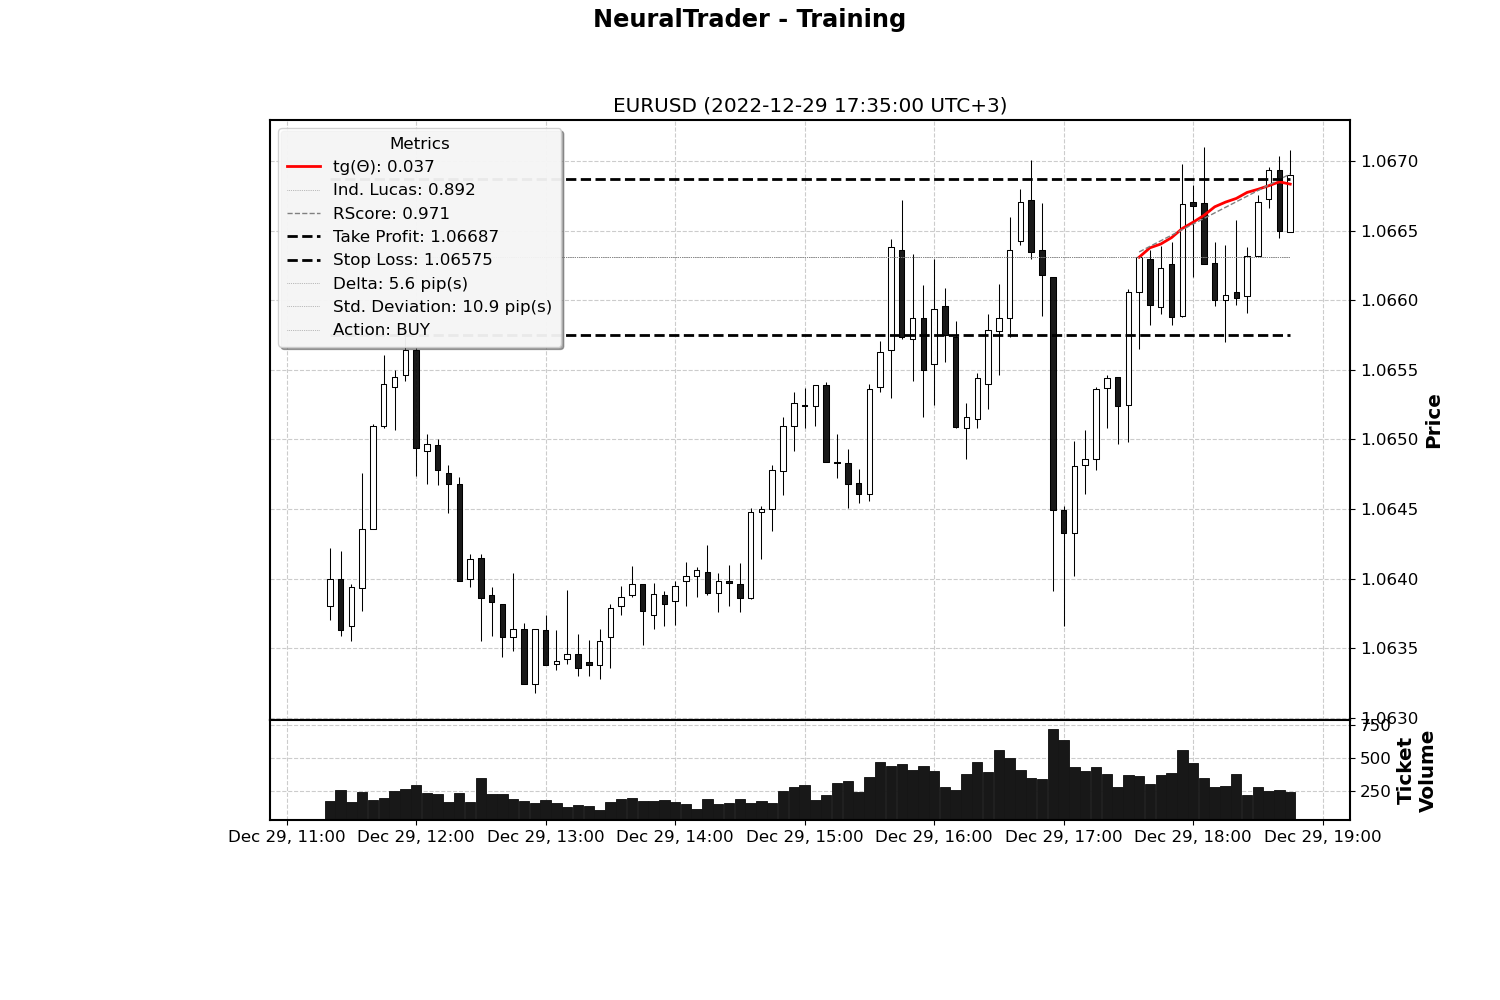 NeuralTrader - Training
EURUSD (2022-12-29 17:35:00 UTC+3)
Metrics
tg(Θ): 0.037
Ind. Lucas: 0.892
RScore: 0.971
Take Profit: 1.06687
Stop Loss: 1.06575
Delta: 5.6 pip(s)
Std. Deviation: 10.9 pip(s)
Action: BUY
1.0670
1.0665
1.0660
1.0655
1.0650
1.0645
1.0640
1.0635
1.0630
Price
750
500
250
Ticket
Volume
Dec 29, 11:00 Dec 29, 12:00 Dec 29, 13:00 Dec 29, 14:00 Dec 29, 15:00 Dec 29, 16:00 Dec 29, 17:00 Dec 29, 18:00 Dec 29, 19:00